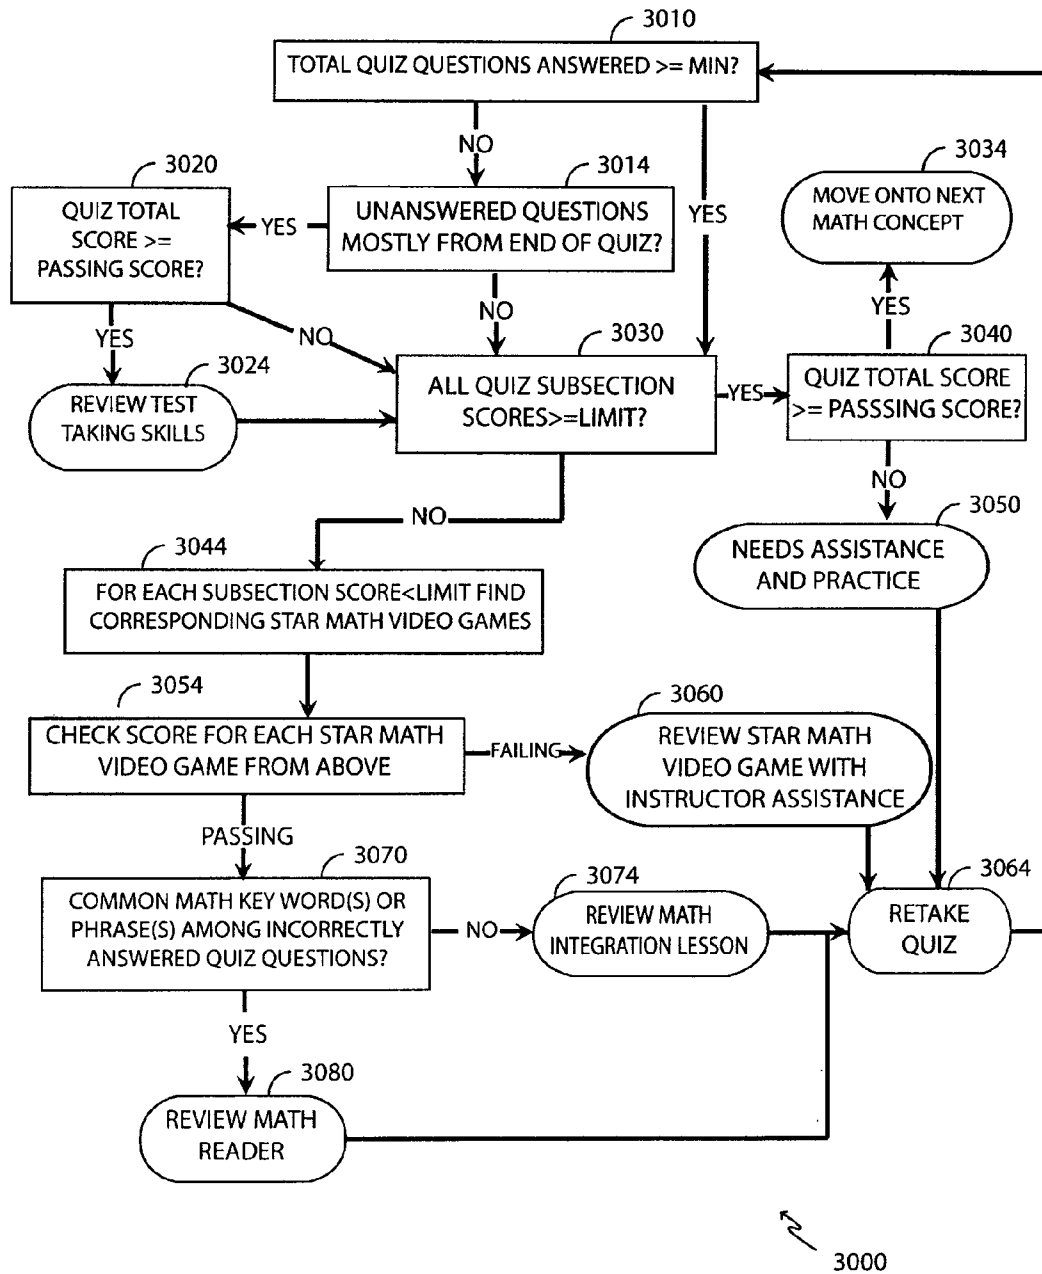 3010
TOTAL QUIZ QUESTIONS ANSWERED >= MIN?
NO
YES
3014
UNANSWERED QUESTIONS
MOSTLY FROM END OF QUIZ?
YES
NO
3020
QUIZ TOTAL
SCORE >=
PASSING SCORE?
YES
NO
3024
REVIEW TEST
TAKING SKILLS
3030
ALL QUIZ SUBSECTION
SCORES>=LIMIT?
YES
NO
3034
MOVE ONTO NEXT
MATH CONCEPT
YES
3040
QUIZ TOTAL SCORE
>= PASSSING SCORE?
NO
3050
NEEDS ASSISTANCE
AND PRACTICE
3044
FOR EACH SUBSECTION SCORE<LIMIT FIND
CORRESPONDING STAR MATH VIDEO GAMES
3054
CHECK SCORE FOR EACH STAR MATH
VIDEO GAME FROM ABOVE
FAILING
PASSING
3060
REVIEW STAR MATH
VIDEO GAME WITH
INSTRUCTOR ASSISTANCE
3070
COMMON MATH KEY WORD(S) OR
PHRASE(S) AMONG INCORRECTLY
ANSWERED QUIZ QUESTIONS?
NO
YES
3074
REVIEW MATH
INTEGRATION LESSON
3064
RETAKE
QUIZ
3080
REVIEW MATH
READER
3000